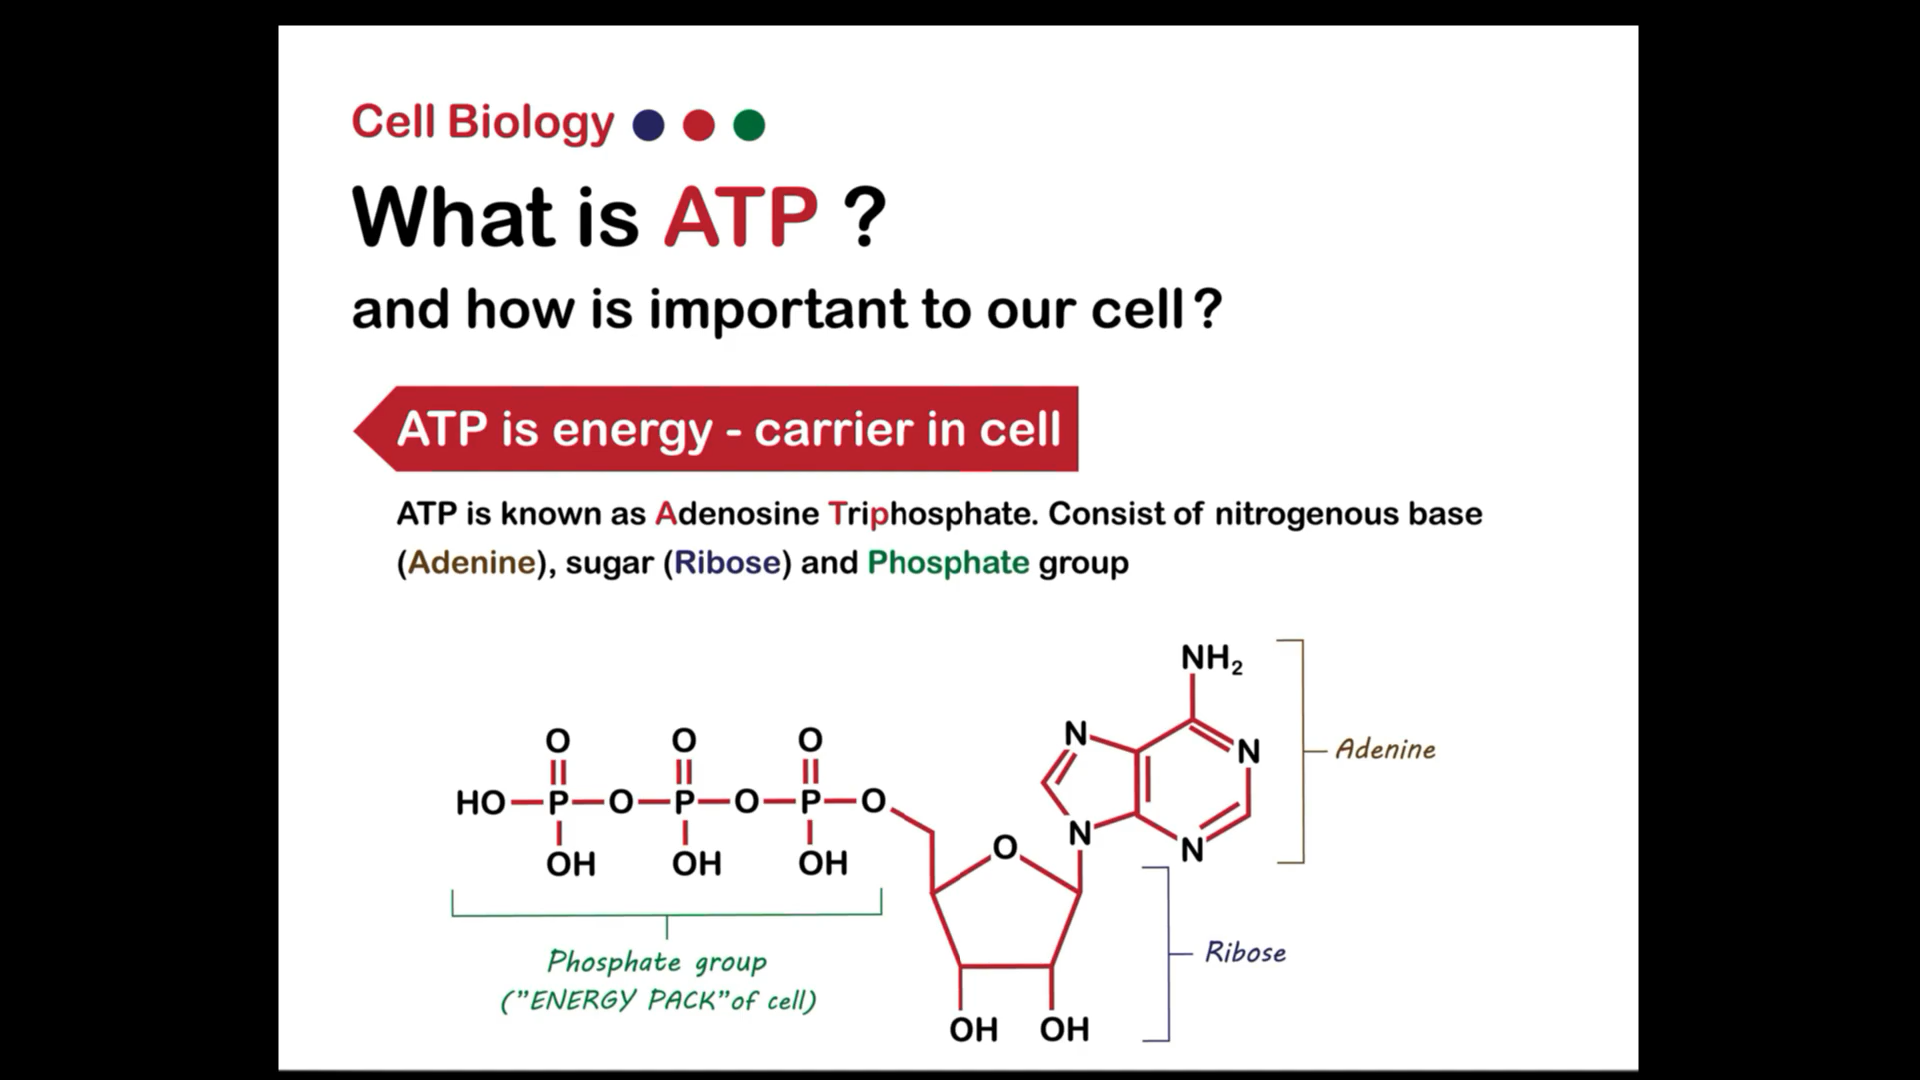 Cell Biology
What is ATP ?
and how is important to our cell ?
ATP is energy - carrier in cell
ATP is known as Adenosine Triphosphate. Consist of nitrogenous base
(Adenine), sugar (Ribose) and Phosphate group
NH2
O O O
N N
Adenine
HO P O P O P O
N N
OH OH OH
O
Phosphate group
Ribose
("ENERGY PACK" of cell)
OH OH